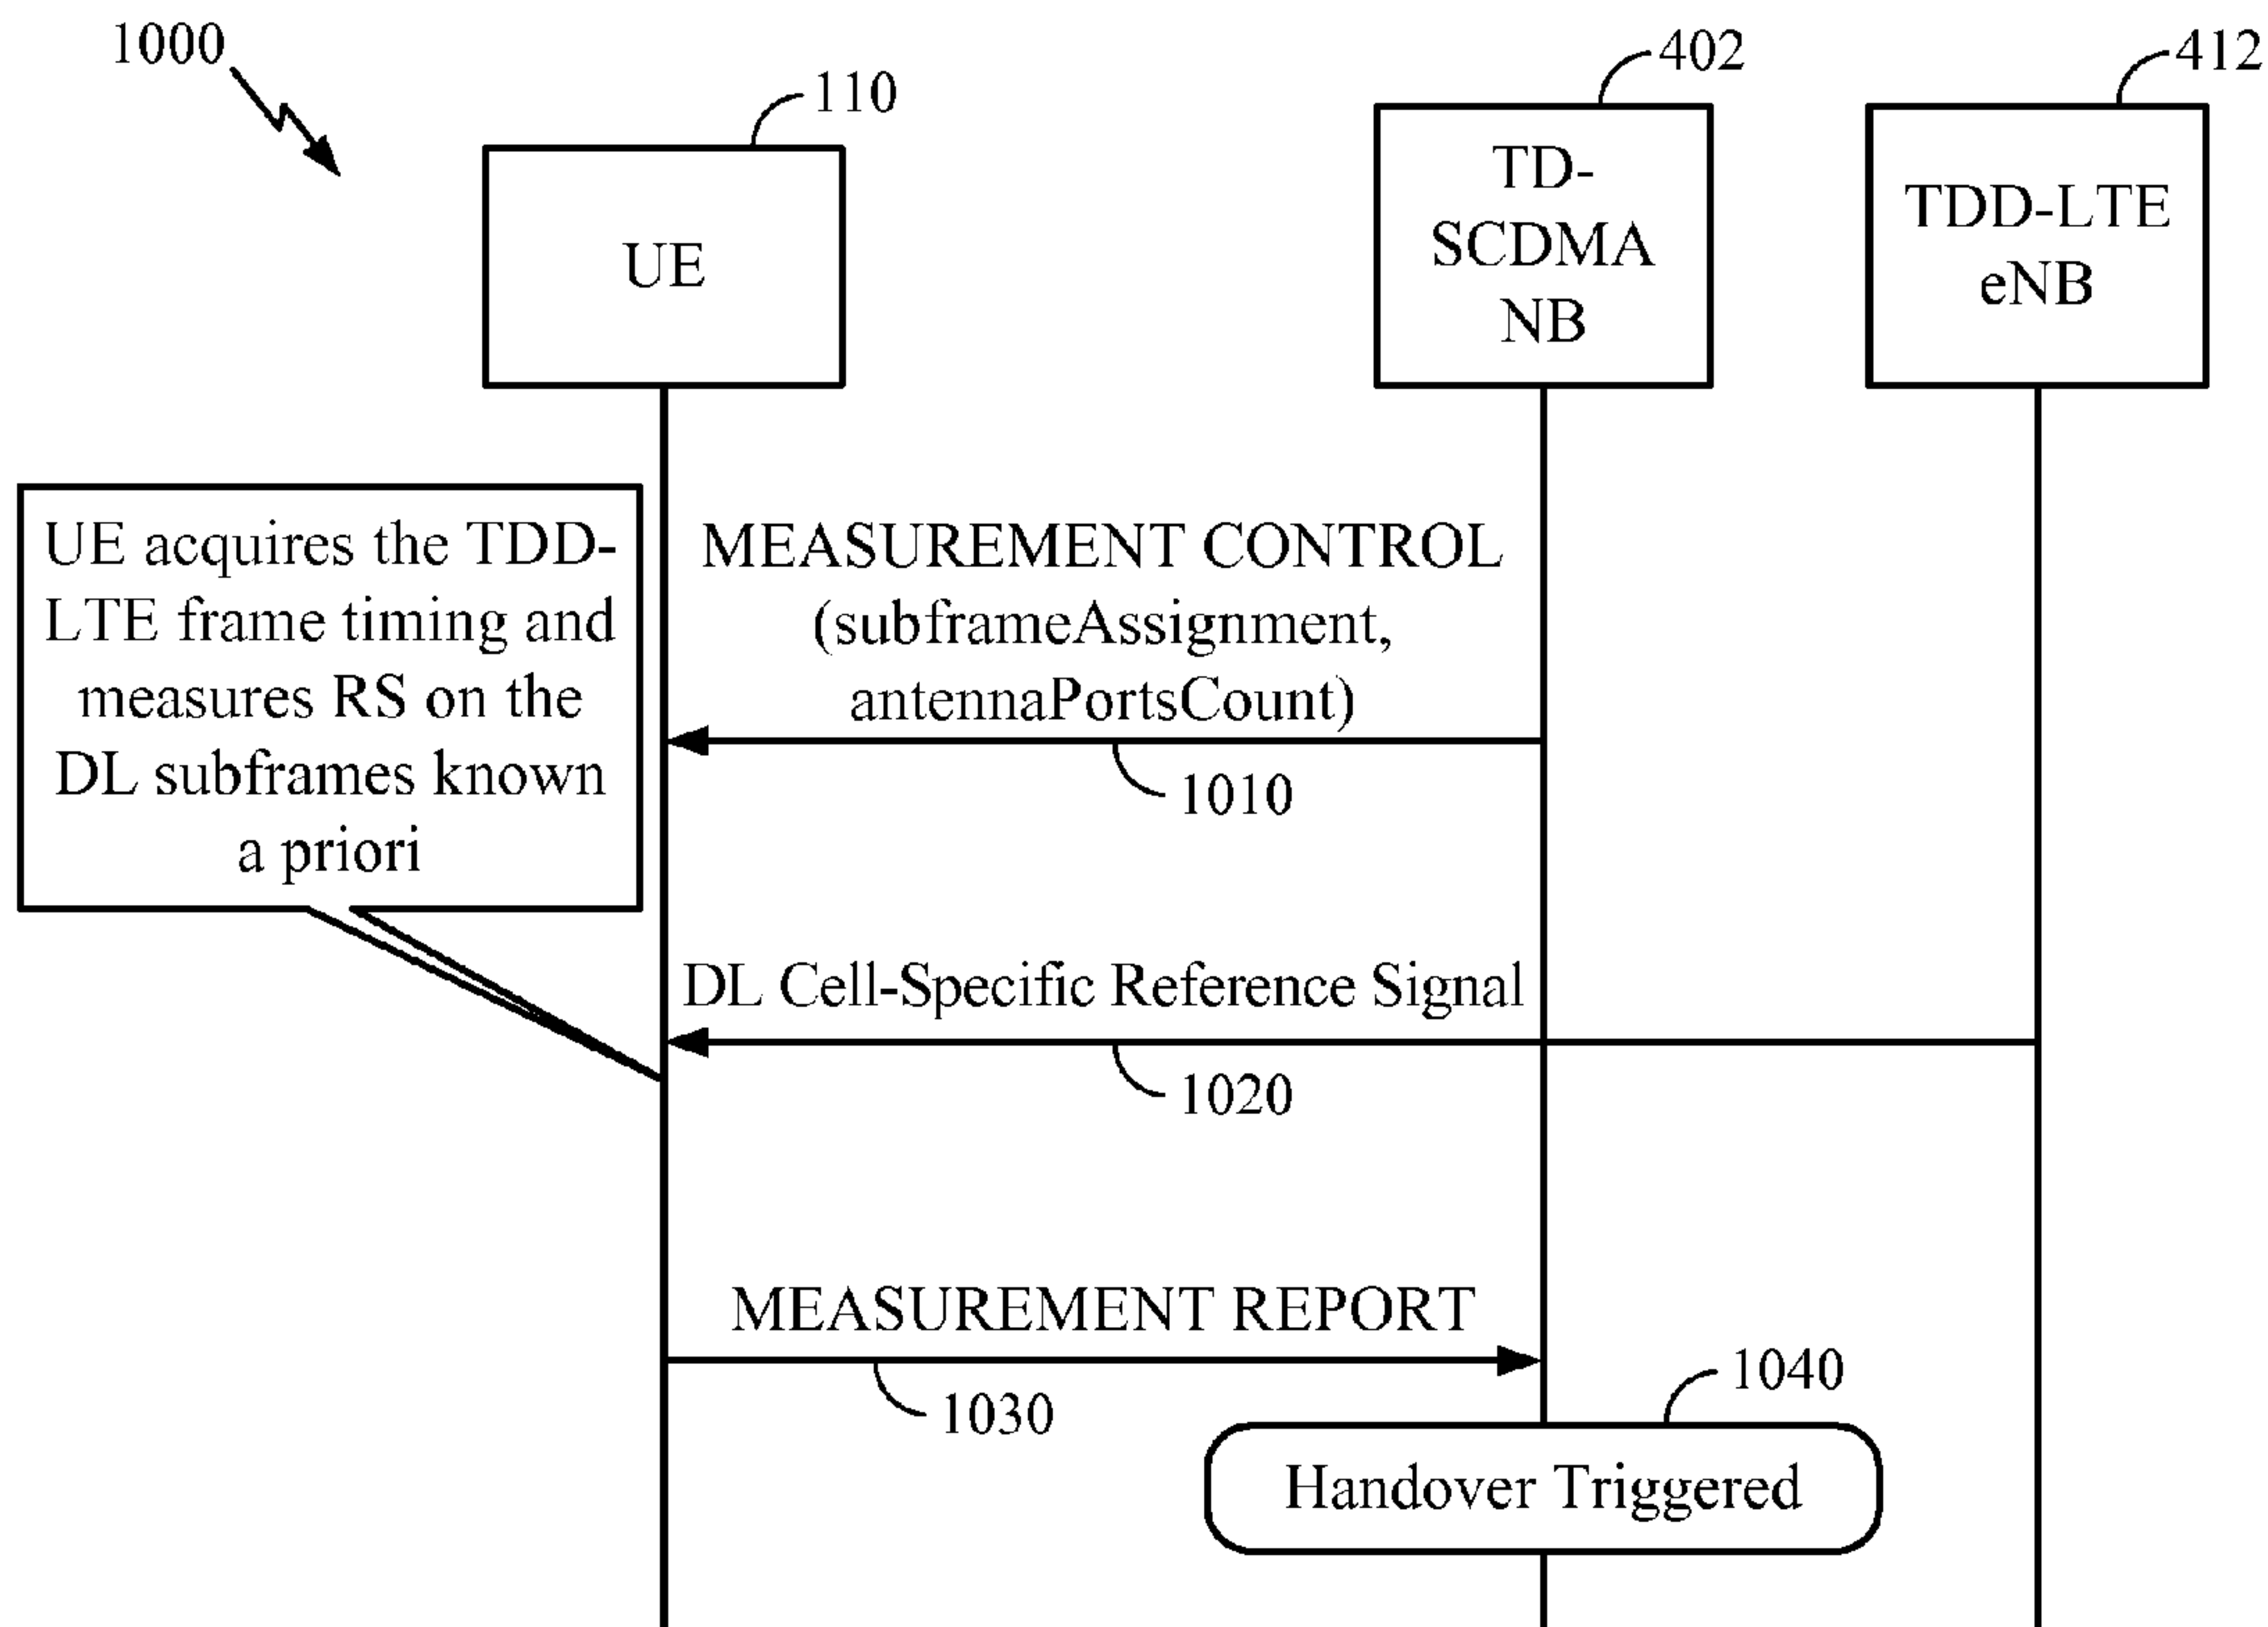 1000
110
402
412
UE
TD-
SCDMA
NB
TDD-LTE
eNB
UE acquires the TDD-
LTE frame timing and
measures RS on the
DL subframes known
a priori
MEASUREMENT CONTROL
(subframeAssignment,
antennaPortsCount)
1010
DL Cell-Specific Reference Signal
1020
MEASUREMENT REPORT
1030
1040
Handover Triggered